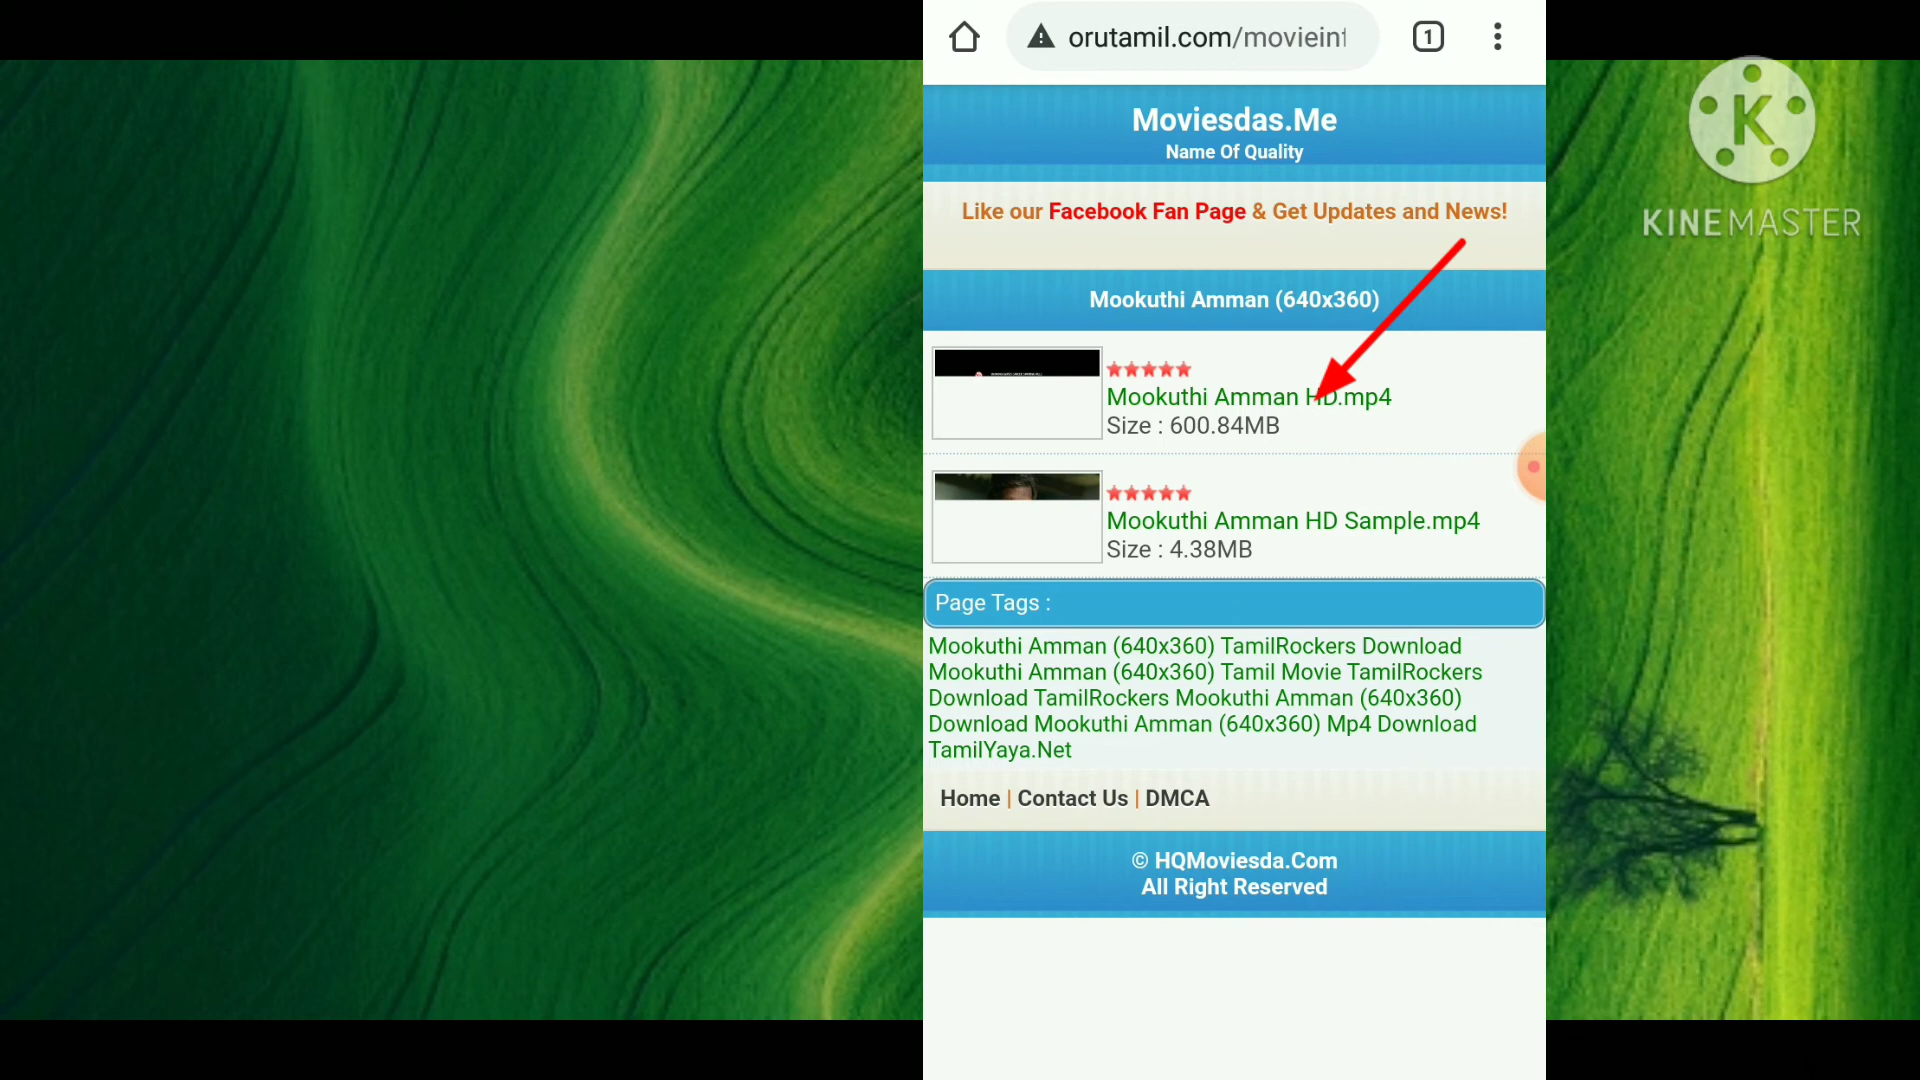 orutamil.com/movieinf
1
Moviesdas.Me
Name Of Quality
Like our Facebook Fan Page & Get Updates and News!
Mookuthi Amman (640x360)
Mookuthi Amman HD.mp4
Size : 600.84MB
Mookuthi Amman HD Sample.mp4
Size : 4.38MB
Page Tags :
Mookuthi Amman (640x360) TamilRockers Download
Mookuthi Amman (640x360) Tamil Movie TamilRockers
Download TamilRockers Mookuthi Amman (640x360)
Download Mookuthi Amman (640x360) Mp4 Download
TamilYaya.Net
Home | Contact Us | DMCA
© HQMoviesda.Com
All Right Reserved
K
KINEMASTER